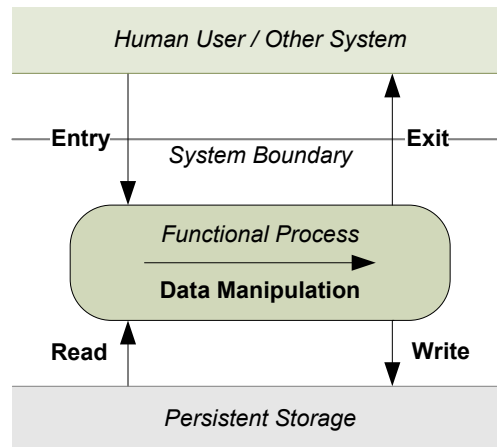 Human User / Other System
Entry
Exit
System Boundary
Functional Process
Data Manipulation
Read
Write
Persistent Storage